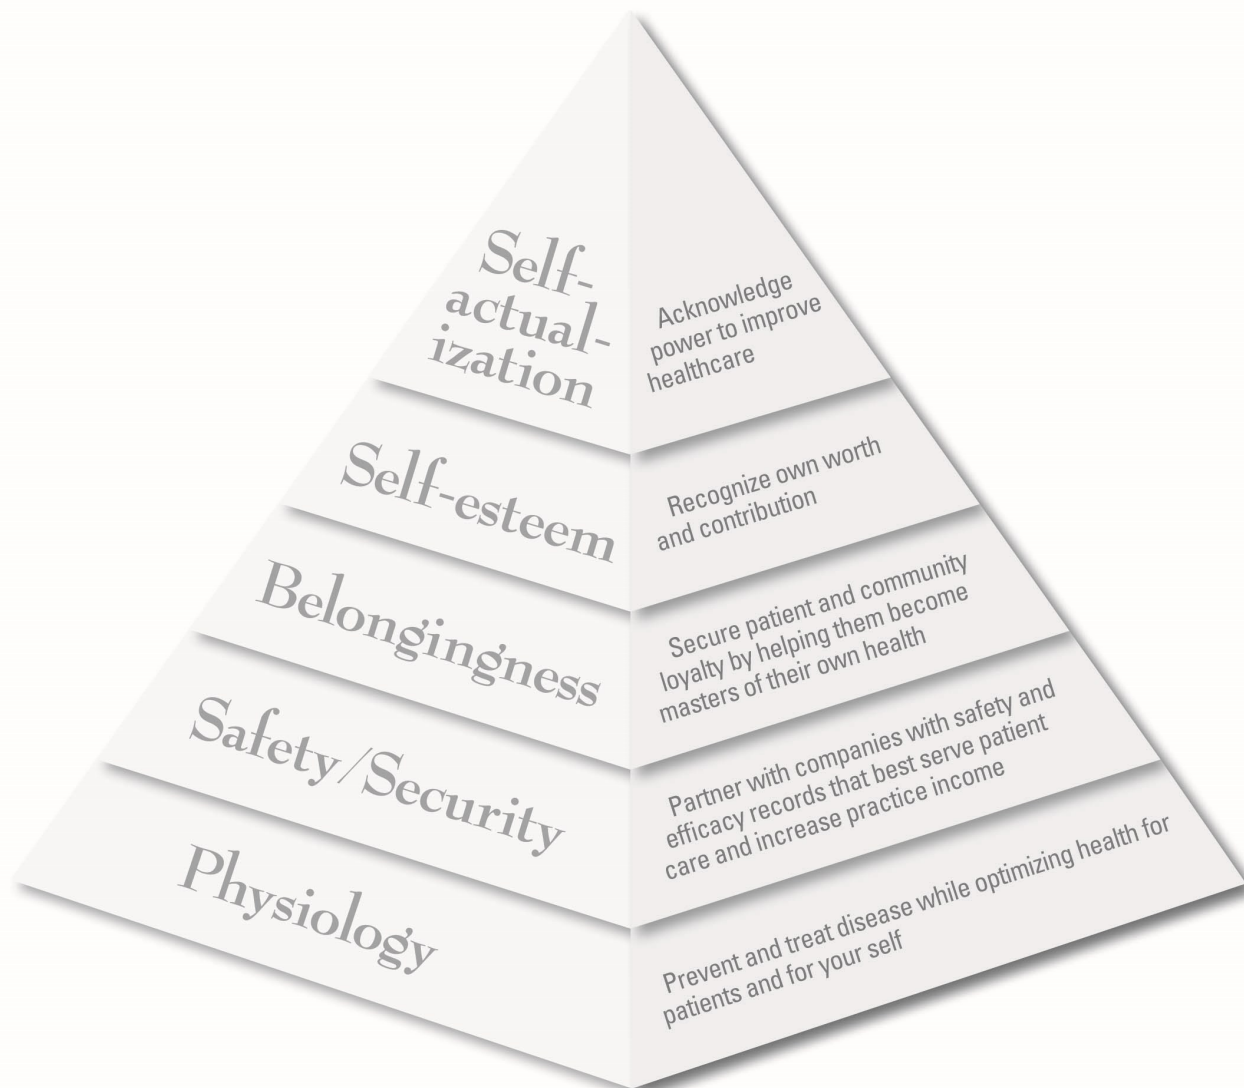 Self-
actual-
ization
Acknowledge
power to improve
healthcare
Self-esteem
Recognize own worth
and contribution
Belongingness
Secure patient and community
loyalty by helping them become
masters of their own health
Safety/Security
Partner with companies with safety and
efficacy records that best serve patient
care and increase practice income
Physiology
Prevent and treat disease while optimizing health for
patients and for your self